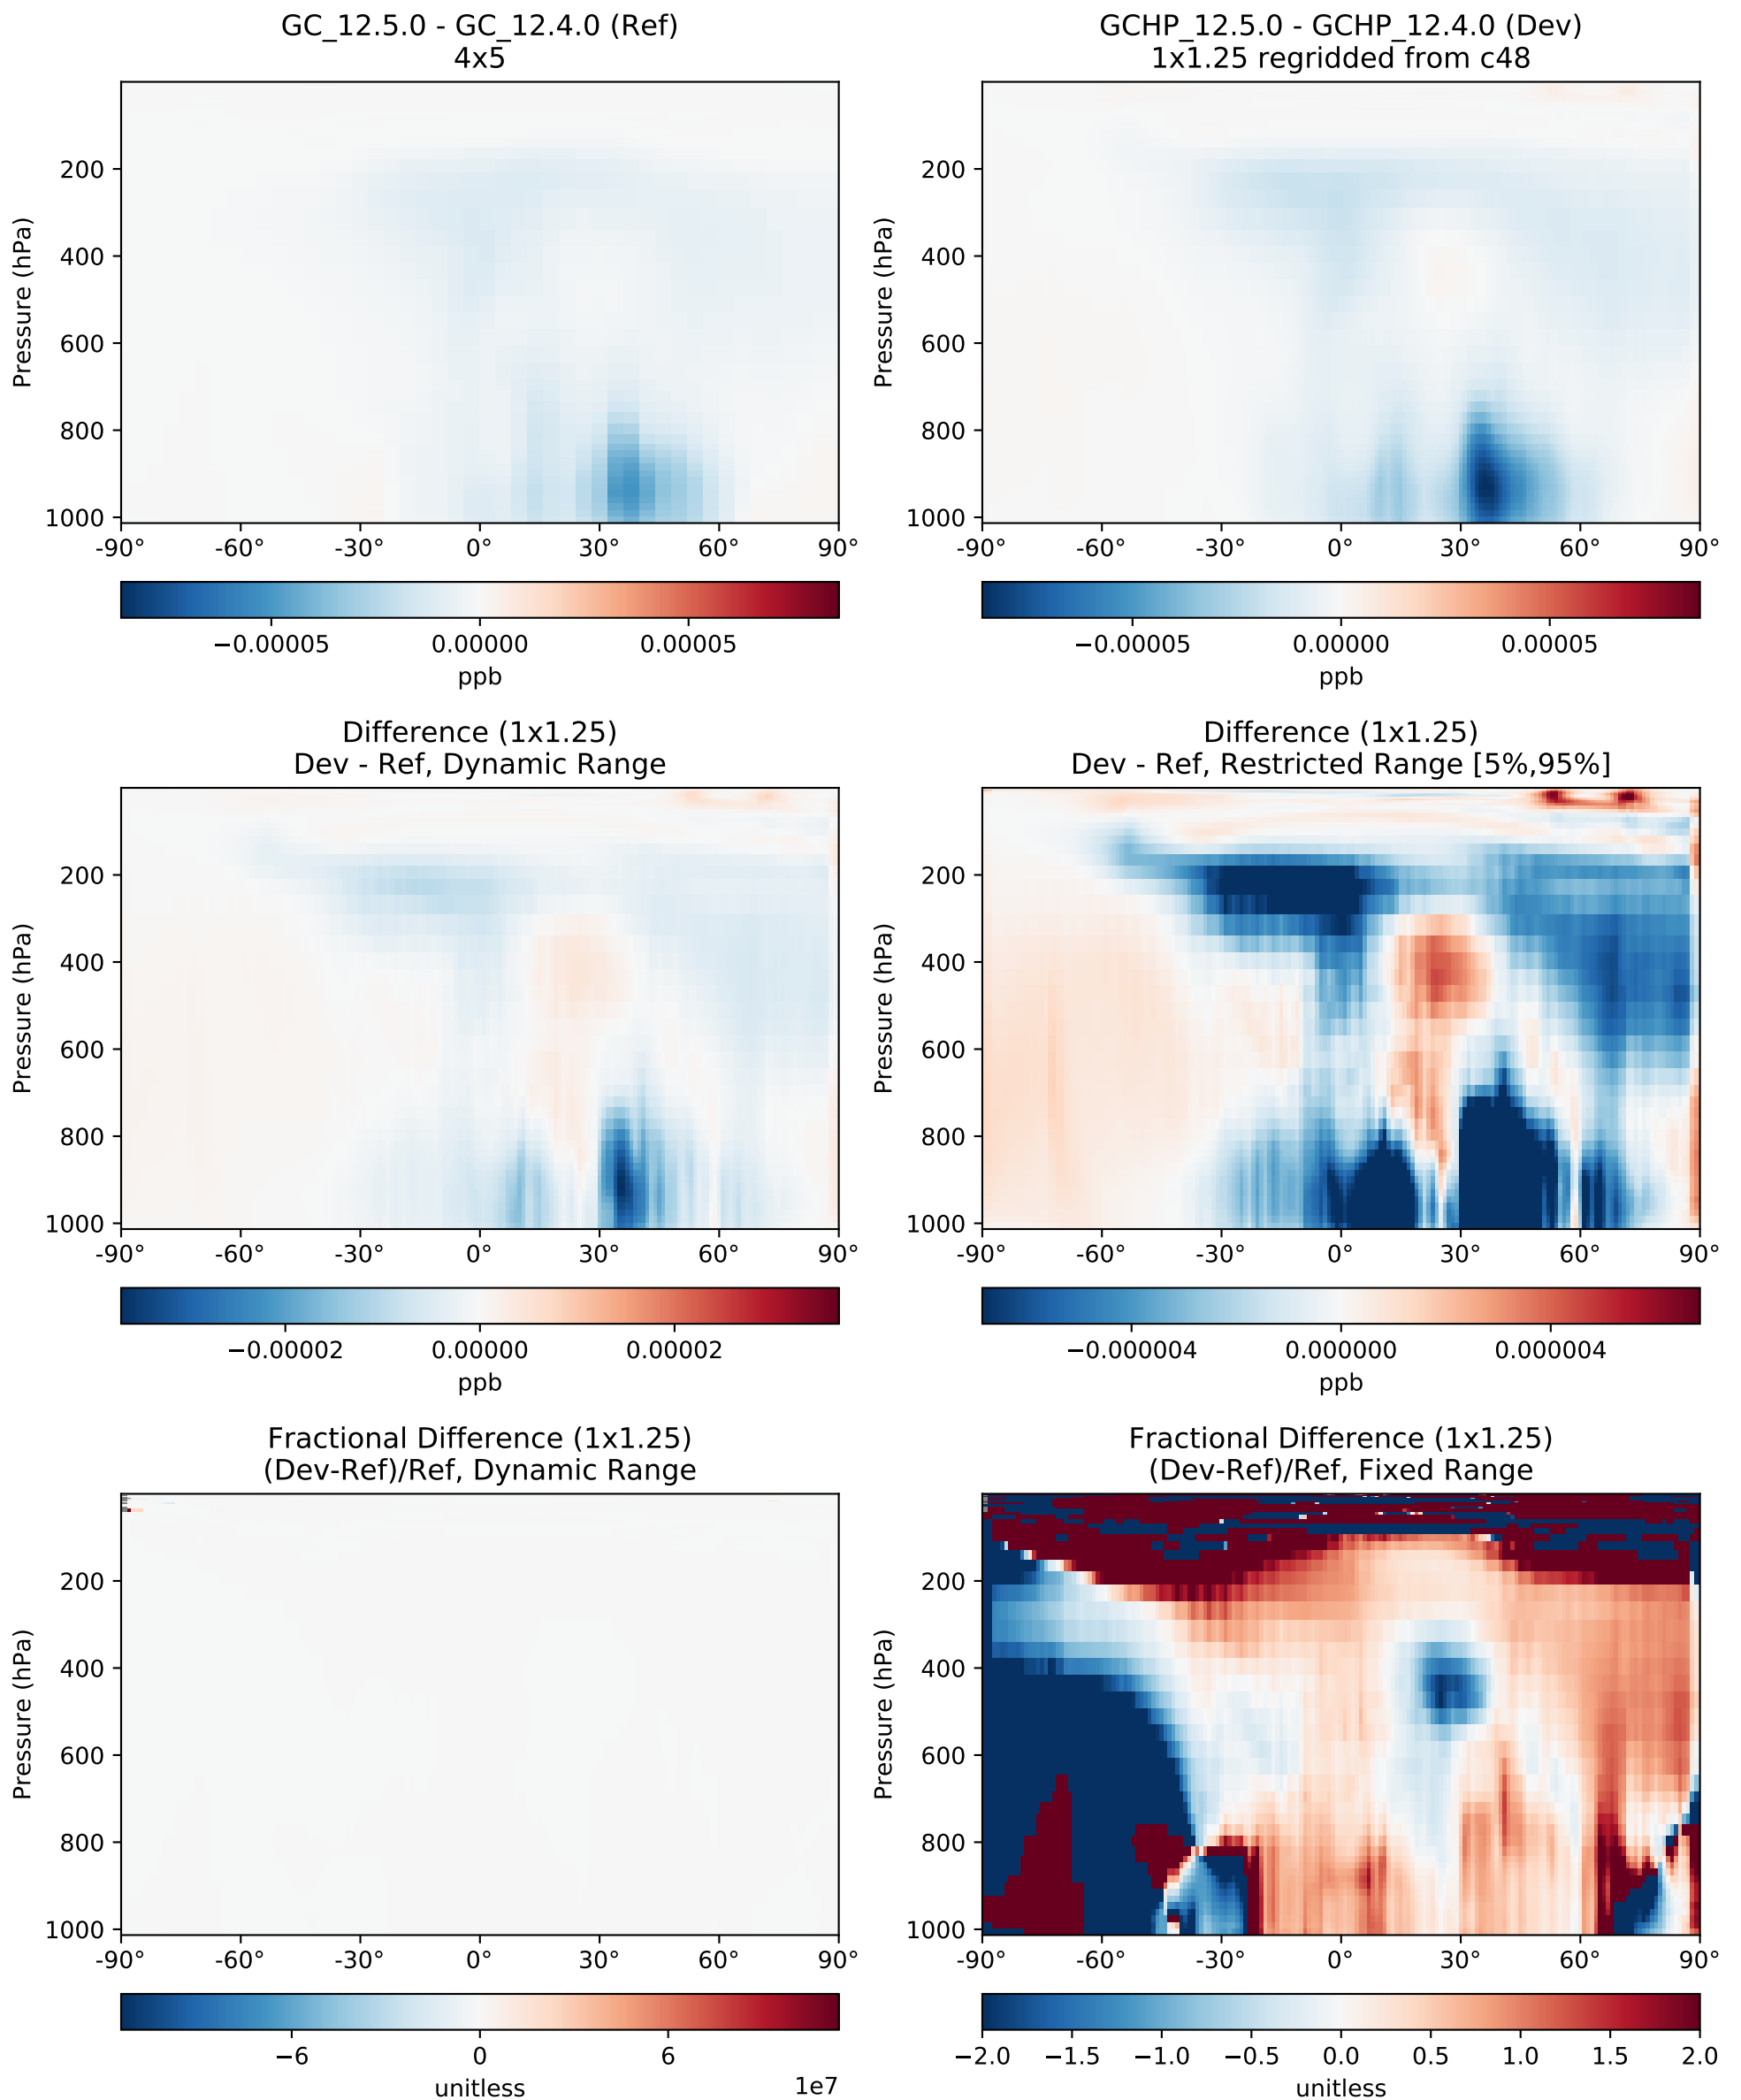 GC_12.5.0 - GC_12.4.0 (Ref)
4x5
Pressure (hPa)
200
400
600
800
1000
-90° -60° -30° 0° 30° 60° 90°
−0.00005 0.00000 0.00005
ppb
GCHP_12.5.0 - GCHP_12.4.0 (Dev)
1x1.25 regridded from c48
Pressure (hPa)
200
400
600
800
1000
-90° -60° -30° 0° 30° 60° 90°
−0.00005 0.00000 0.00005
ppb
Difference (1x1.25)
Dev - Ref, Dynamic Range
Pressure (hPa)
200
400
600
800
1000
-90° -60° -30° 0° 30° 60° 90°
−0.00002 0.00000 0.00002
ppb
Difference (1x1.25)
Dev - Ref, Restricted Range [5%,95%]
Pressure (hPa)
200
400
600
800
1000
-90° -60° -30° 0° 30° 60° 90°
−0.000004 0.000000 0.000004
ppb
Fractional Difference (1x1.25)
(Dev-Ref)/Ref, Dynamic Range
Pressure (hPa)
200
400
600
800
1000
-90° -60° -30° 0° 30° 60° 90°
−6 0 6
unitless 1e7
Fractional Difference (1x1.25)
(Dev-Ref)/Ref, Fixed Range
Pressure (hPa)
200
400
600
800
1000
-90° -60° -30° 0° 30° 60° 90°
−2.0 −1.5 −1.0 −0.5 0.0 0.5 1.0 1.5 2.0
unitless